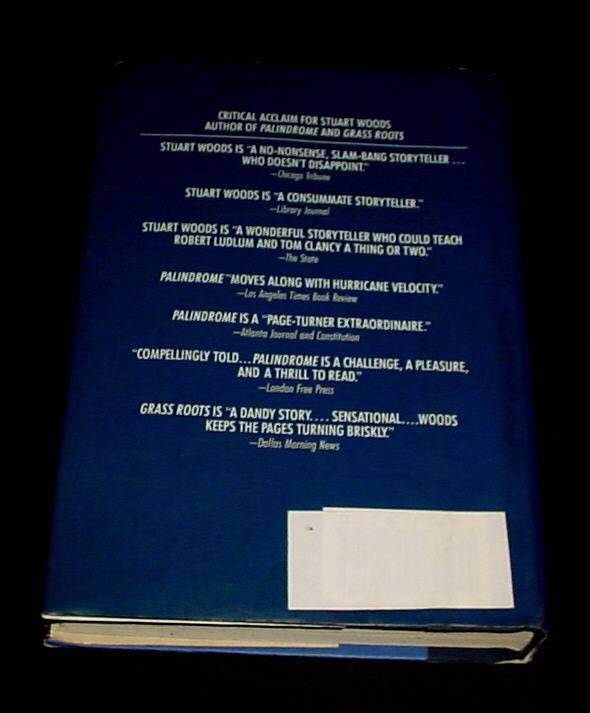 CRITICAL ACCLAIM FOR STUART WOODS
AUTHOR OF PALINDROME AND GRASS ROOTS
STUART WOODS IS "A NO-NONSENSE, SLAM-BANG STORYTELLER ...
WHO DOESN'T DISAPPOINT."
—Chicago Tribune
STUART WOODS IS "A CONSUMMATE STORYTELLER."
—Library Journal
STUART WOODS IS "A WONDERFUL STORYTELLER WHO COULD TEACH
ROBERT LUDLUM AND TOM CLANCY A THING OR TWO."
—The State
PALINDROME "MOVES ALONG WITH HURRICANE VELOCITY."
—Los Angeles Times Book Review
PALINDROME IS A "PAGE-TURNER EXTRAORDINAIRE."
—Atlanta Journal and Constitution
"COMPELLINGLY TOLD... PALINDROME IS A CHALLENGE, A PLEASURE,
AND A THRILL TO READ."
—London Free Press
GRASS ROOTS IS "A DANDY STORY.... SENSATIONAL....WOODS
KEEPS THE PAGES TURNING BRISKLY."
—Dallas Morning News